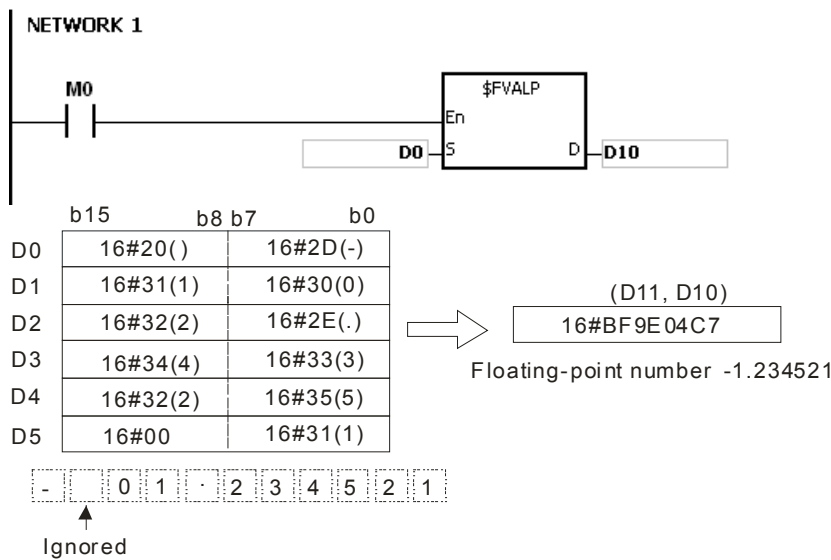 NETWORK 1
M0
$FVALP
En
D0 S D D10
b15 b8 b7 b0
D0 16#20( ) 16#2D(-)
D1 16#31(1) 16#30(0)
(D11, D10)
D2 16#32(2) 16#2E(.) 16#BF9E04C7
D3 16#34(4) 16#33(3)
Floating-point number -1.234521
D4 16#32(2) 16#35(5)
D5 16#00 16#31(1)
- 0 1 . 2 3 4 5 2 1
Ignored